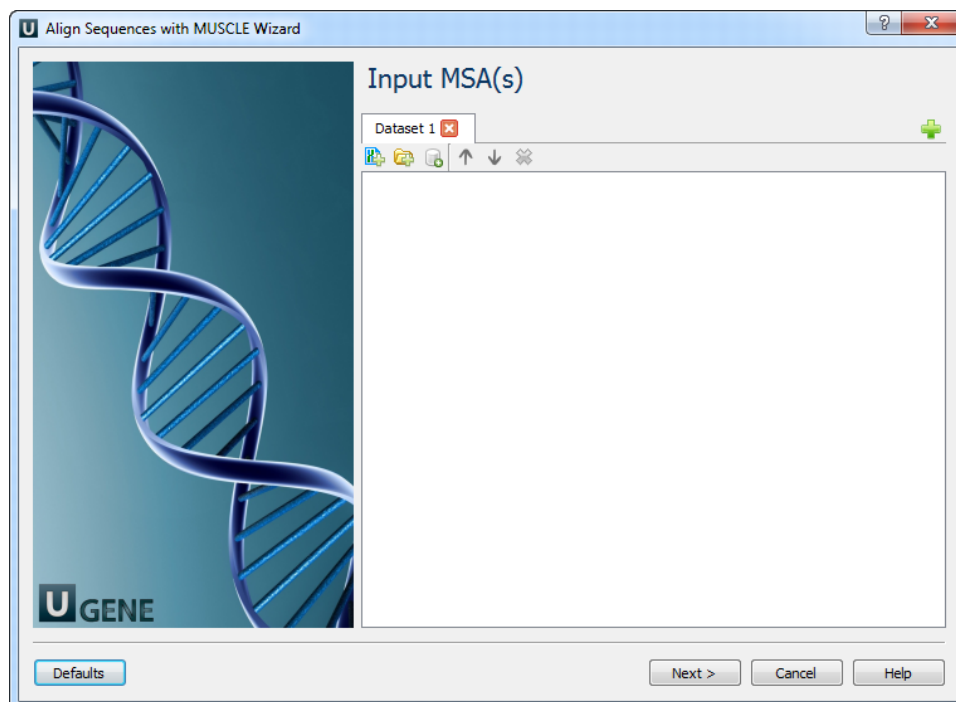 U Align Sequences with MUSCLE Wizard
Input MSA(s)
Dataset 1
U GENE
Defaults
Next >
Cancel
Help